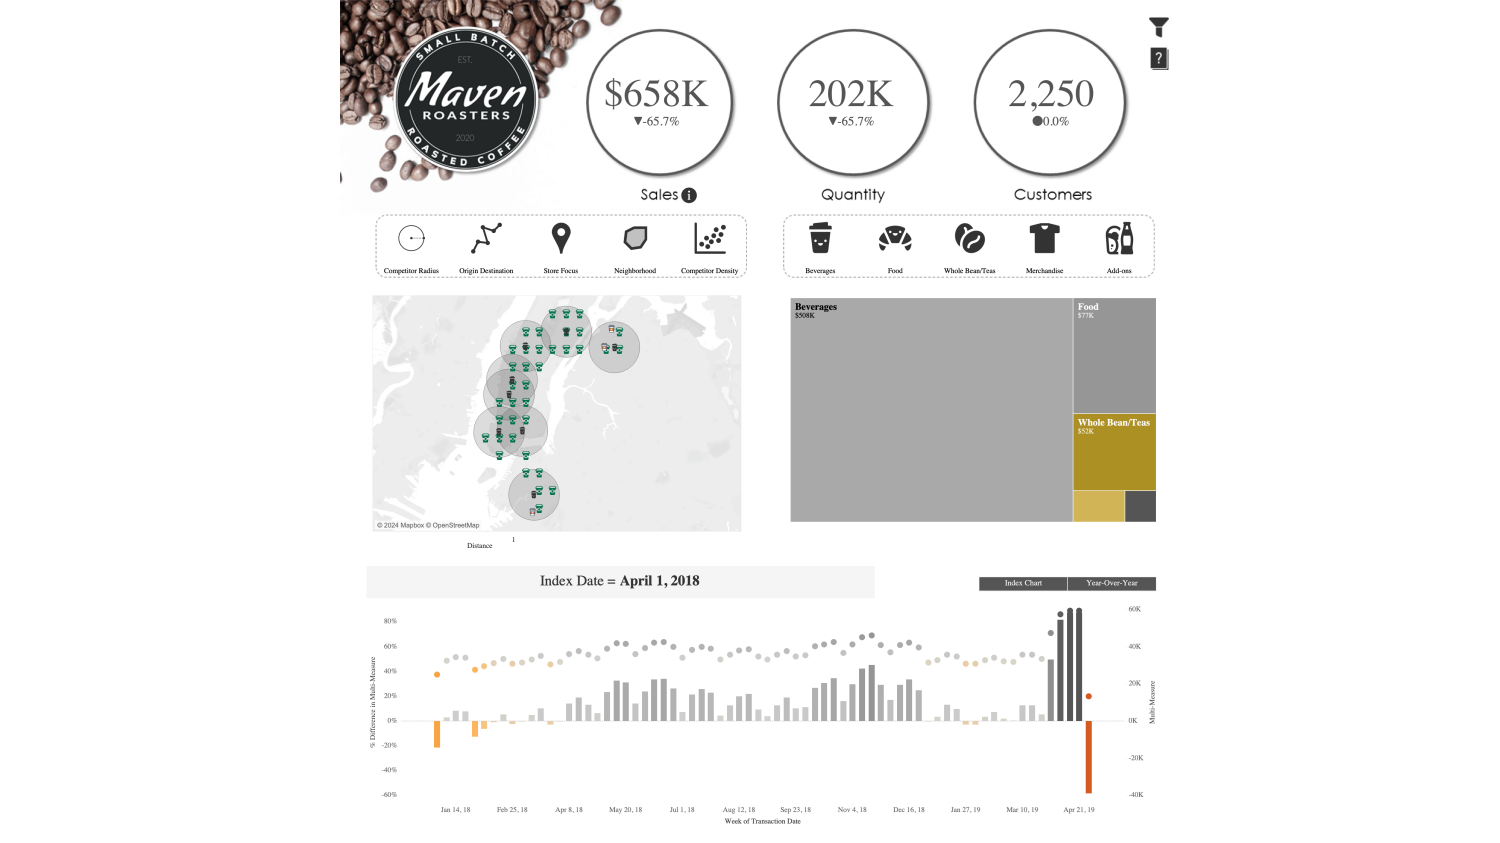 SMALL BATCH
EST.
Maven
ROASTERS
2020
ROASTED COFFEE
$658K
▼-65.7%
Sales i
202K
▼-65.7%
Quantity
2,250
●0.0%
Customers
?
Competitor Radius
Origin Destination
Store Focus
Neighborhood
Competitor Density
Beverages
Food
Whole Bean/Teas
Merchandise
Add-ons
© 2024 Mapbox © OpenStreetMap
Distance
1
Beverages
$508K
Food
$77K
Whole Bean/Teas
$52K
Index Date = April 1, 2018
Index Chart
Year-Over-Year
% Difference in Multi-Measure
80%
60%
40%
20%
0%
-20%
-40%
-60%
60K
40K
20K
0K
-20K
-40K
Multi-Measure
Jan 14, 18
Feb 25, 18
Apr 8, 18
May 20, 18
Jul 1, 18
Aug 12, 18
Sep 23, 18
Nov 4, 18
Dec 16, 18
Jan 27, 19
Mar 10, 19
Apr 21, 19
Week of Transaction Date